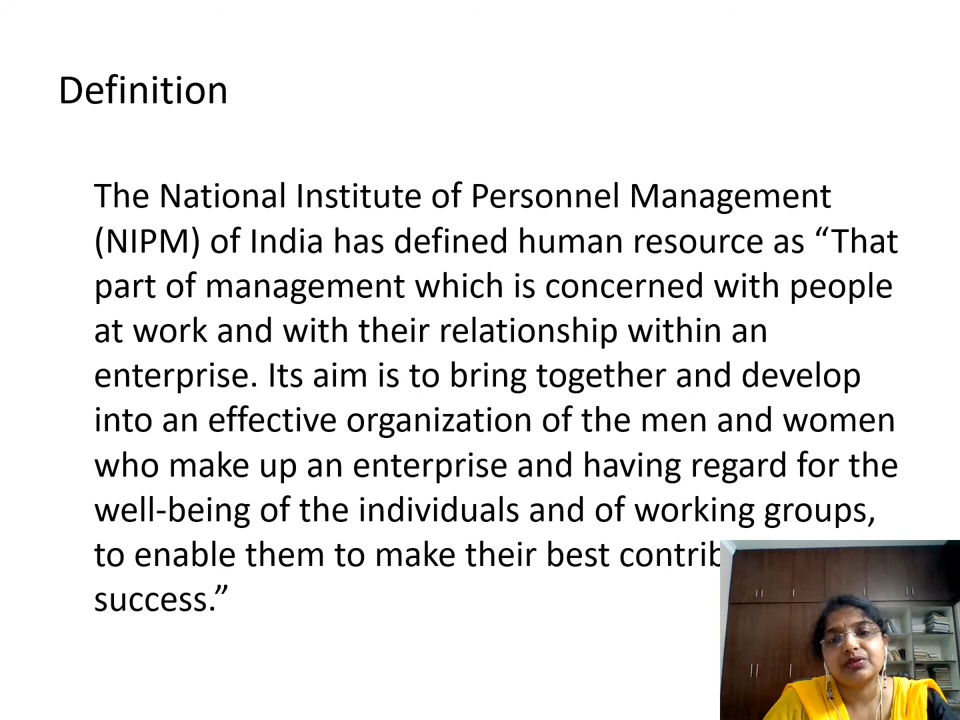 Definition
The National Institute of Personnel Management
(NIPM) of India has defined human resource as “That
part of management which is concerned with people
at work and with their relationship within an
enterprise. Its aim is to bring together and develop
into an effective organization of the men and women
who make up an enterprise and having regard for the
well-being of the individuals and of working groups,
to enable them to make their best
success.”